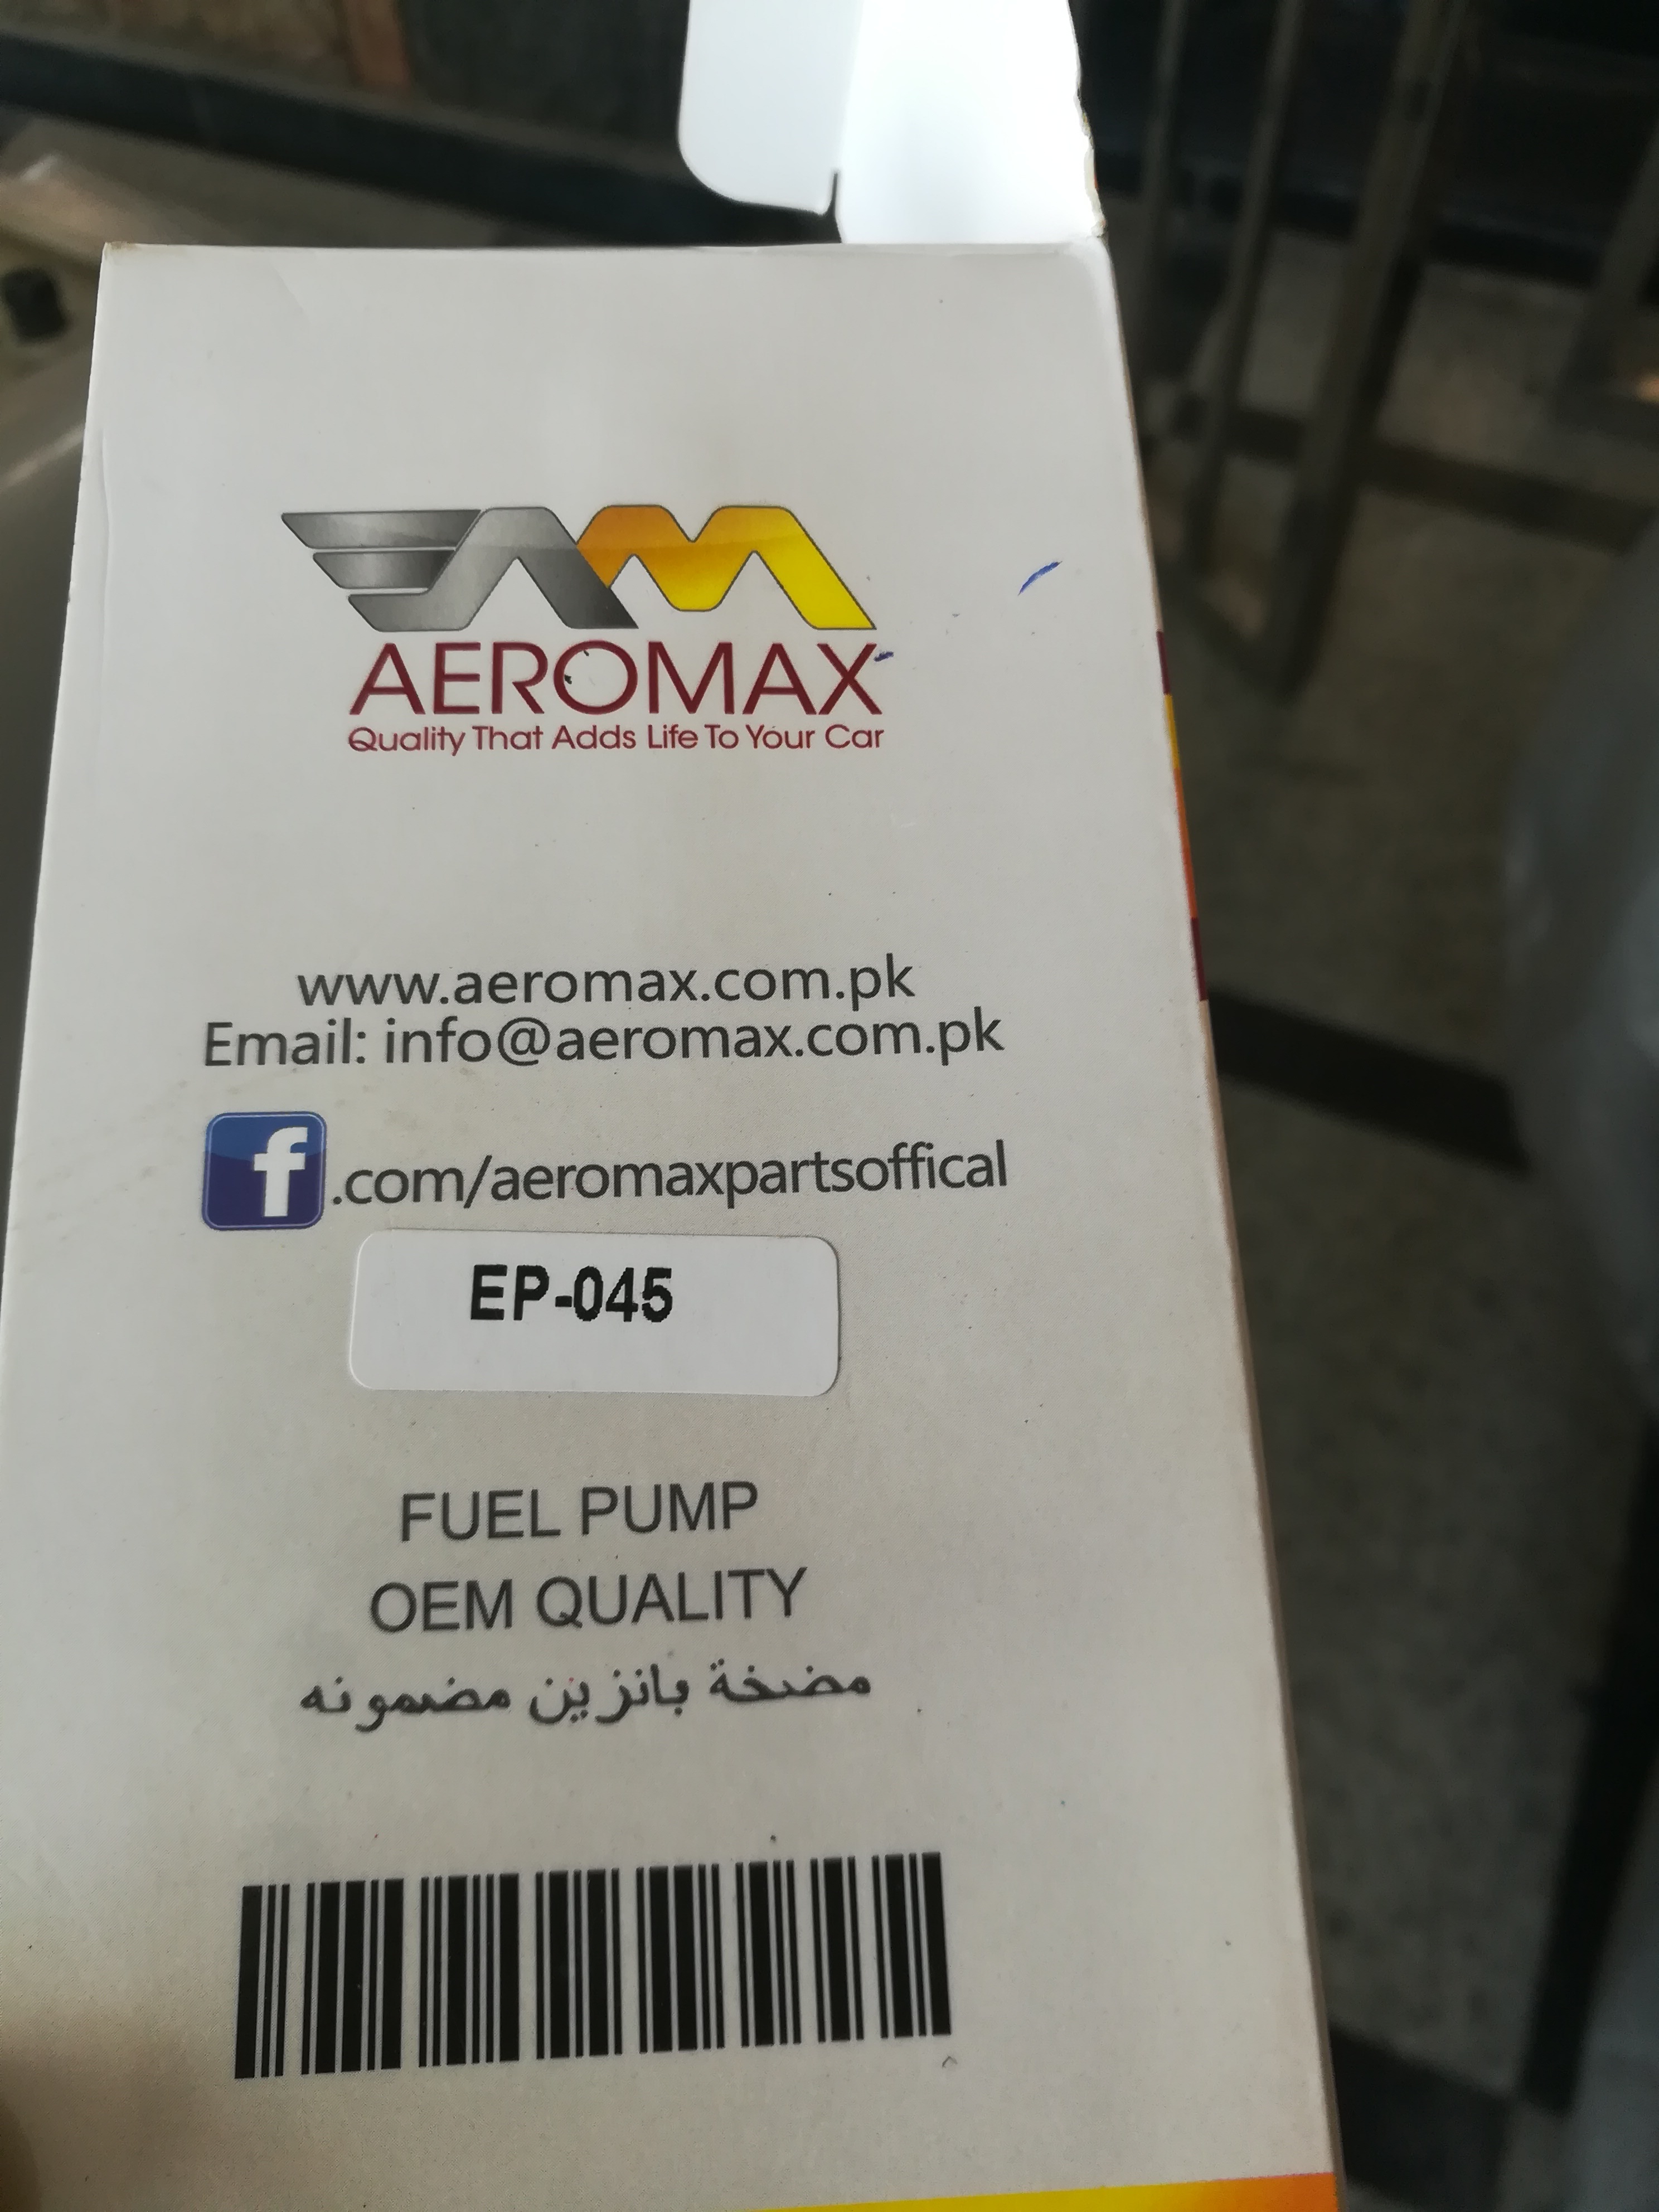 AEROMAX
Quality That Adds Life To Your Car
www.aeromax.com.pk
Email: info@aeromax.com.pk
f.com/aeromaxpartsoffical
EP-045
FUEL PUMP
OEM QUALITY
مضخة بانزين مضمونه